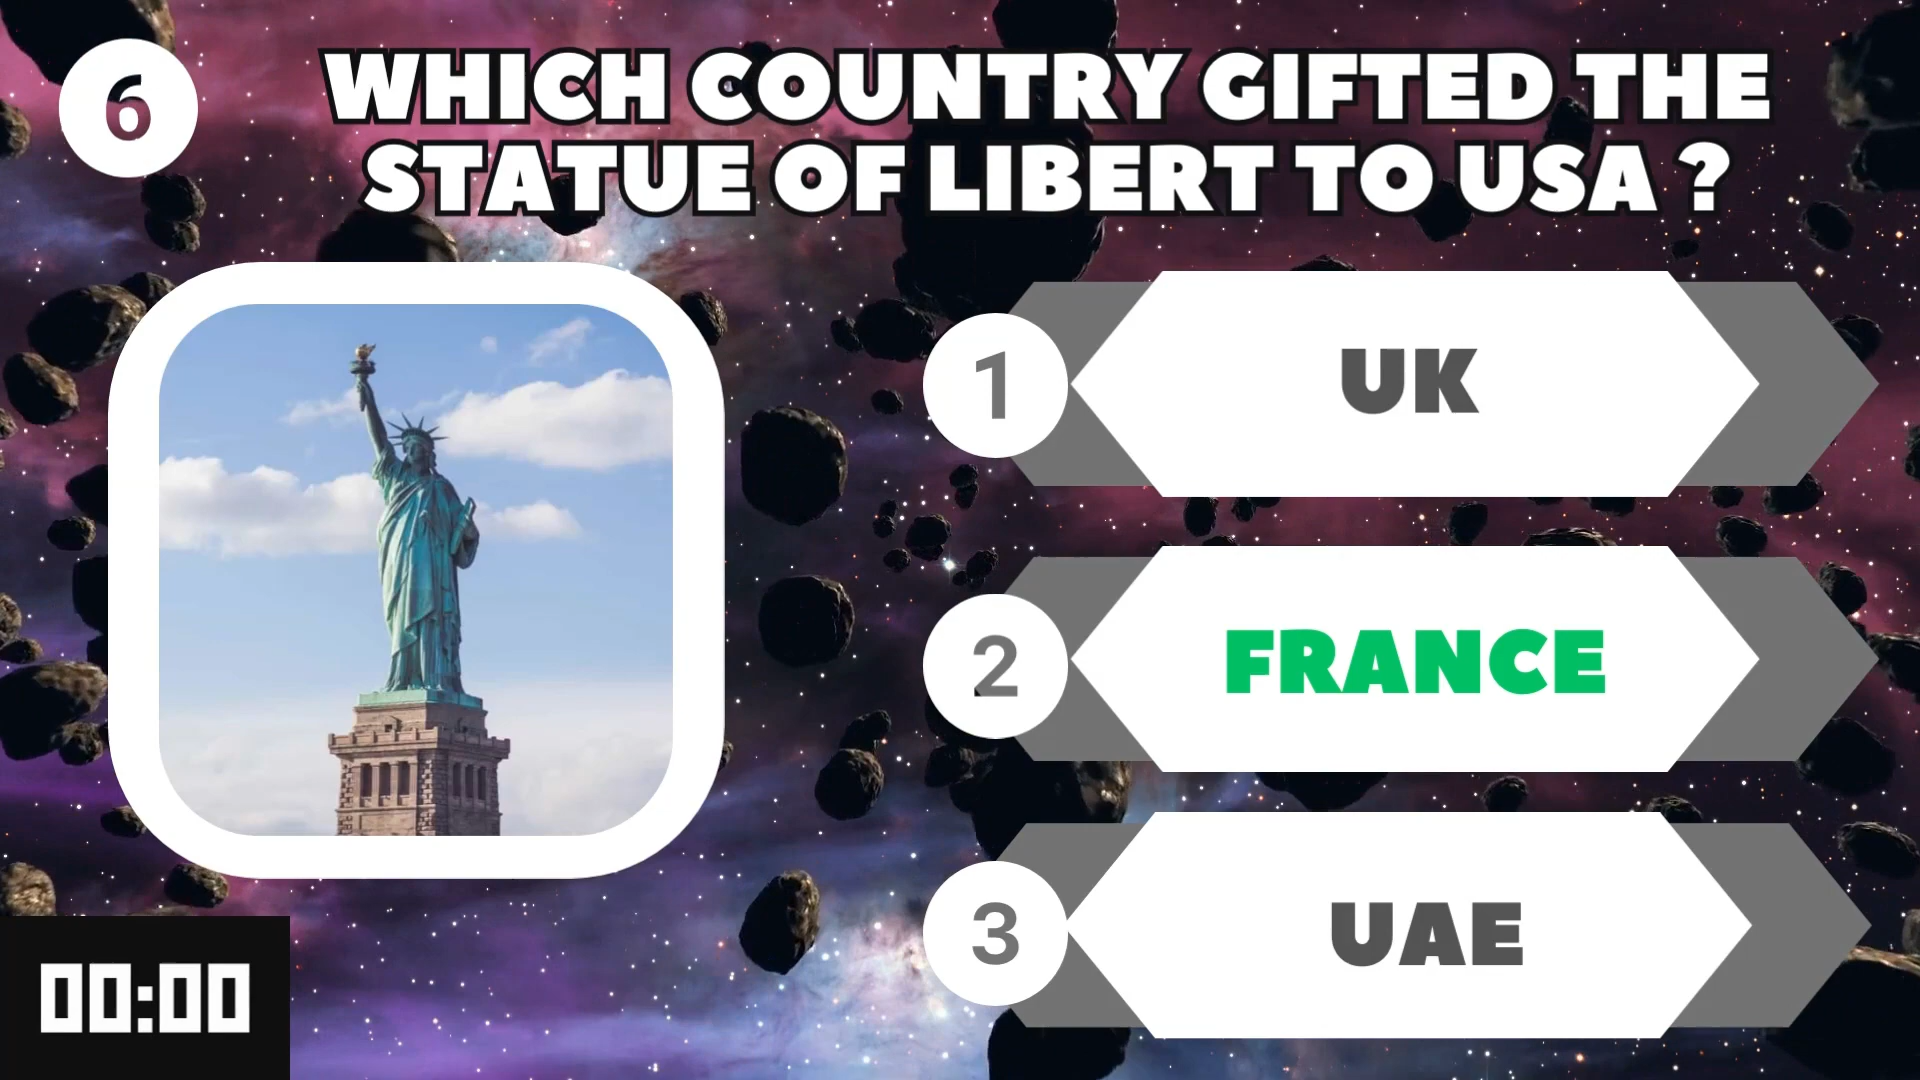 6
WHICH COUNTRY GIFTED THE
STATUE OF LIBERT TO USA ?
1
UK
2
FRANCE
3
UAE
00:00